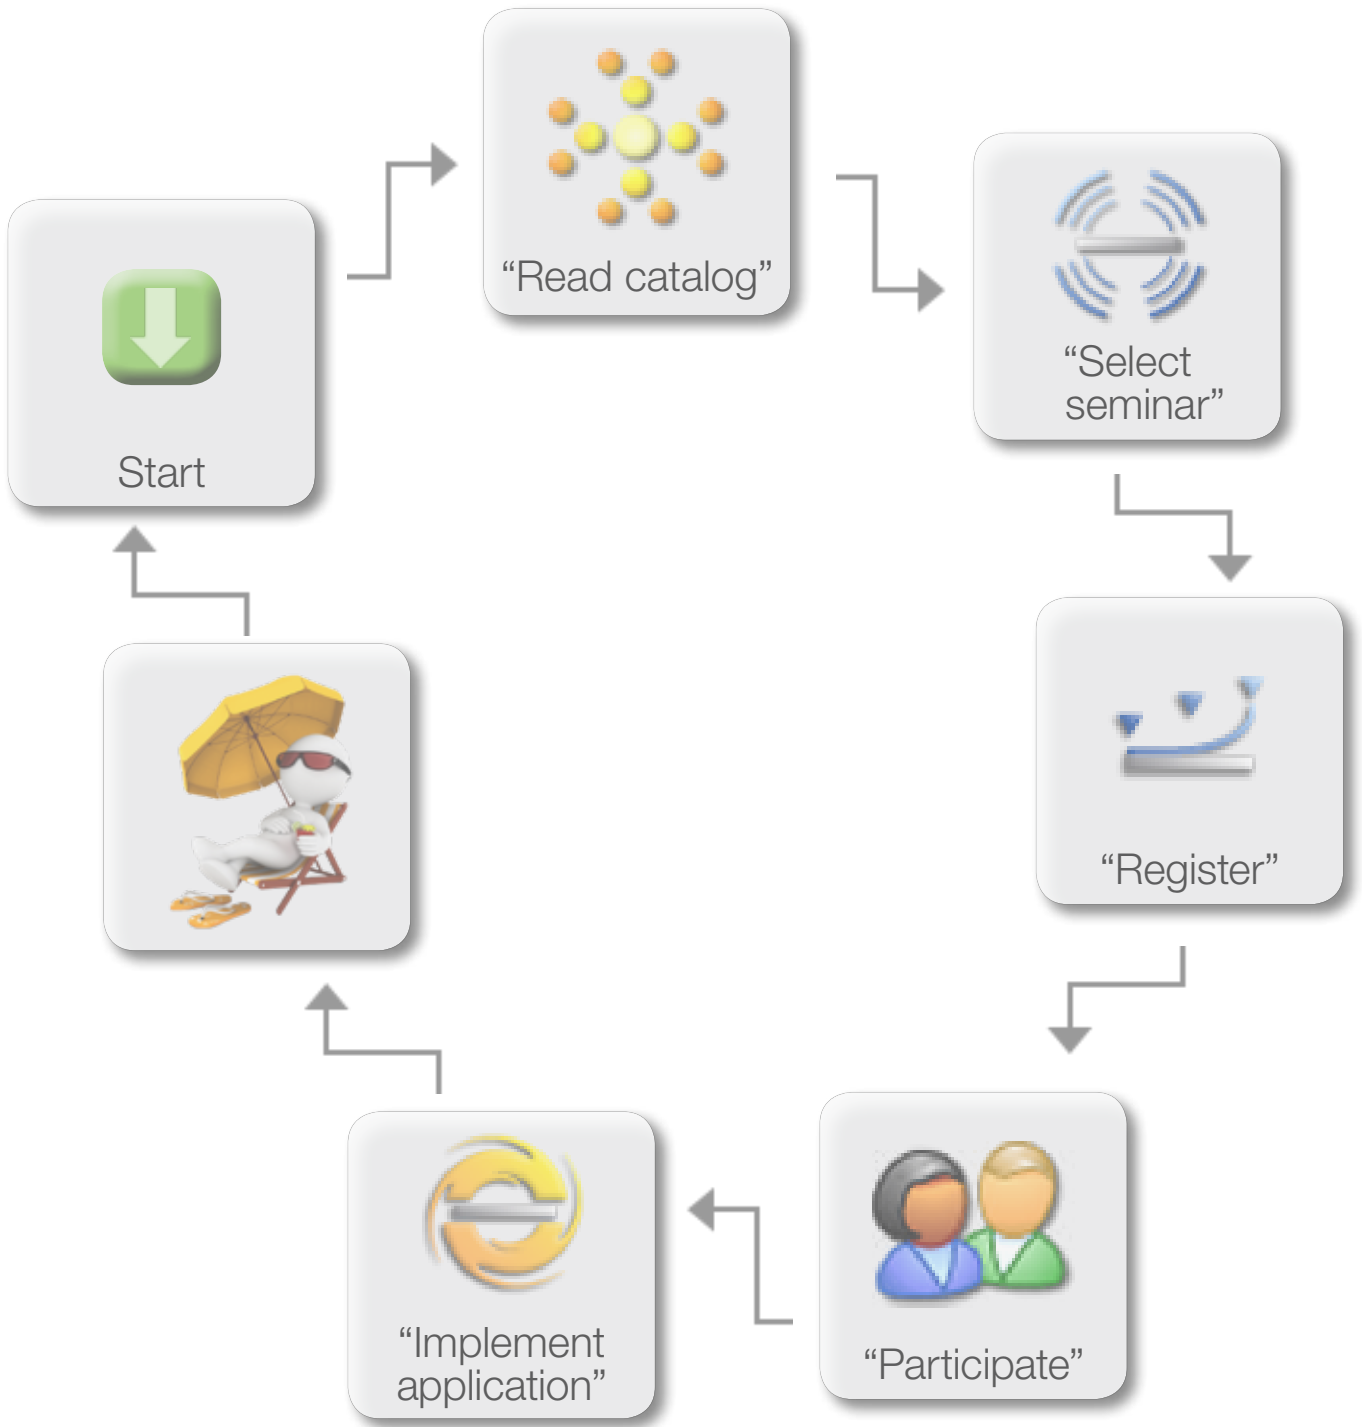 “Read catalog”
“Select
seminar”
Start
“Register”
“Implement
application”
“Participate”